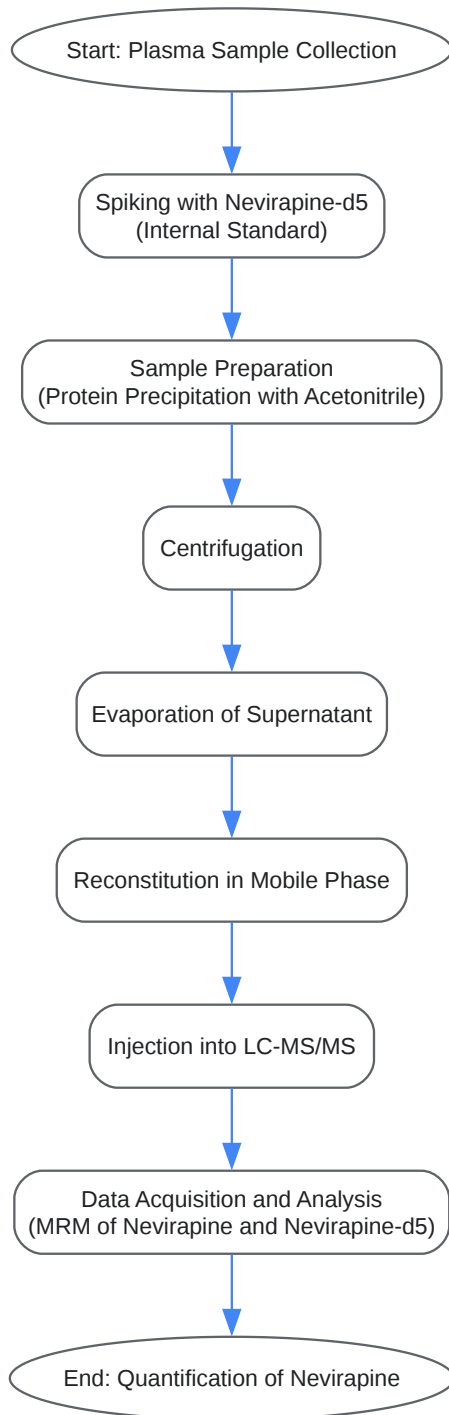 Start: Plasma Sample Collection
Spiking with Nevirapine-d5
(Internal Standard)
Sample Preparation
(Protein Precipitation with Acetonitrile)
Centrifugation
Evaporation of Supernatant
Reconstitution in Mobile Phase
Injection into LC-MS/MS
Data Acquisition and Analysis
(MRM of Nevirapine and Nevirapine-d5)
End: Quantification of Nevirapine